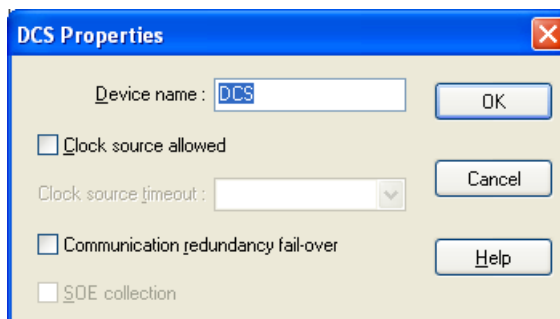 DCS Properties
Device name : DCS
OK
Clock source allowed
Clock source timeout :
Cancel
Communication redundancy fail-over
Help
SOE collection